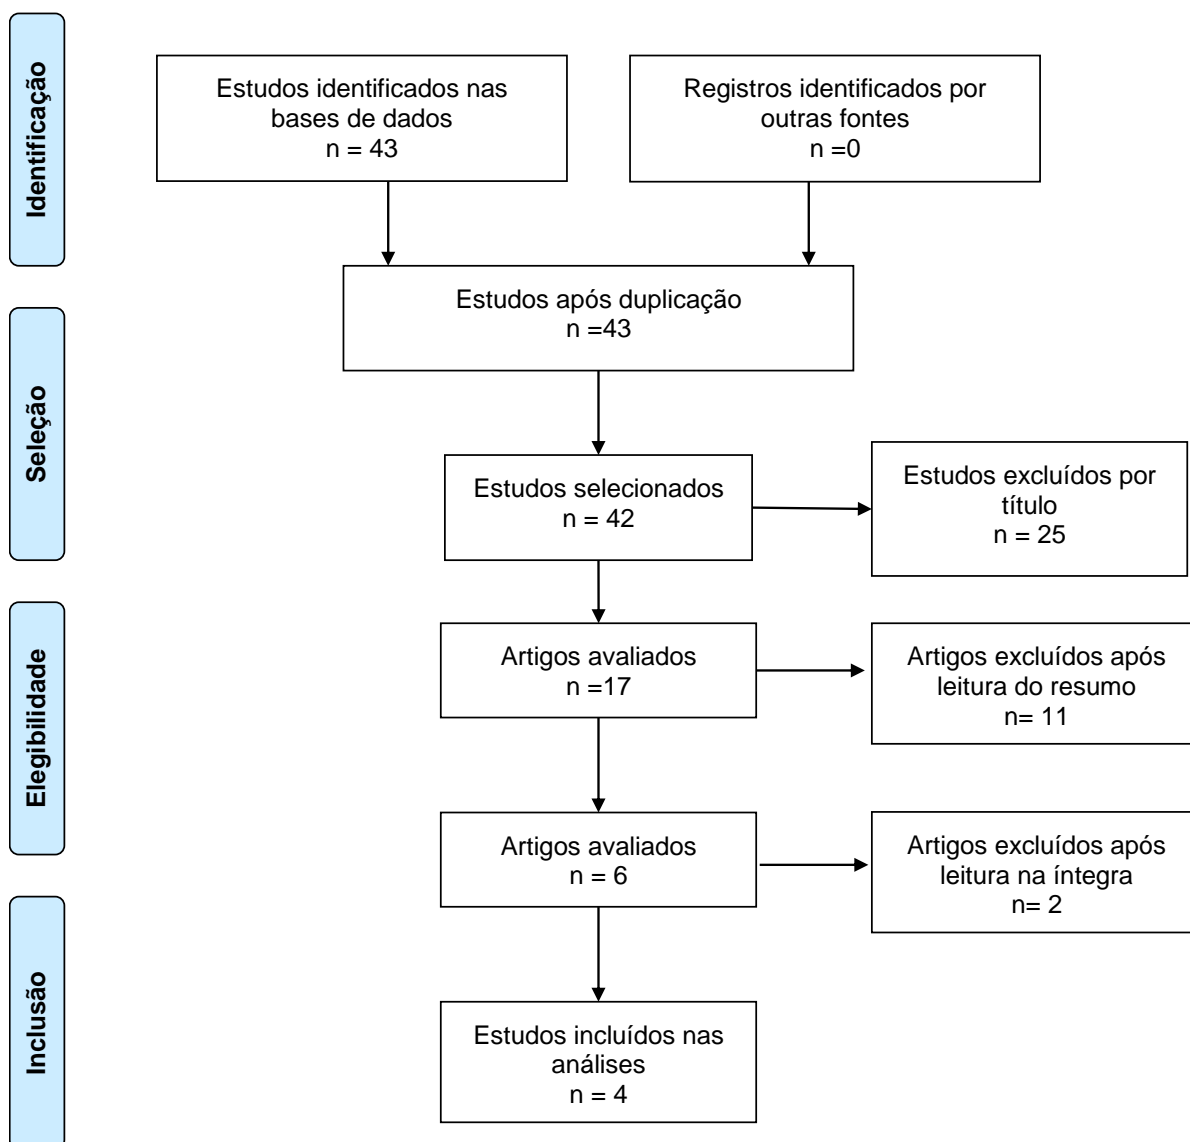 Identificação
Estudos identificados nas
bases de dados
n = 43
Registros identificados por
outras fontes
n =0
Estudos após duplicação
n =43
Seleção
Estudos selecionados
n = 42
Estudos excluídos por
título
n = 25
Elegibilidade
Artigos avaliados
n =17
Artigos excluídos após
leitura do resumo
n= 11
Artigos avaliados
n = 6
Artigos excluídos após
leitura na íntegra
n= 2
Inclusão
Estudos incluídos nas
análises
n = 4